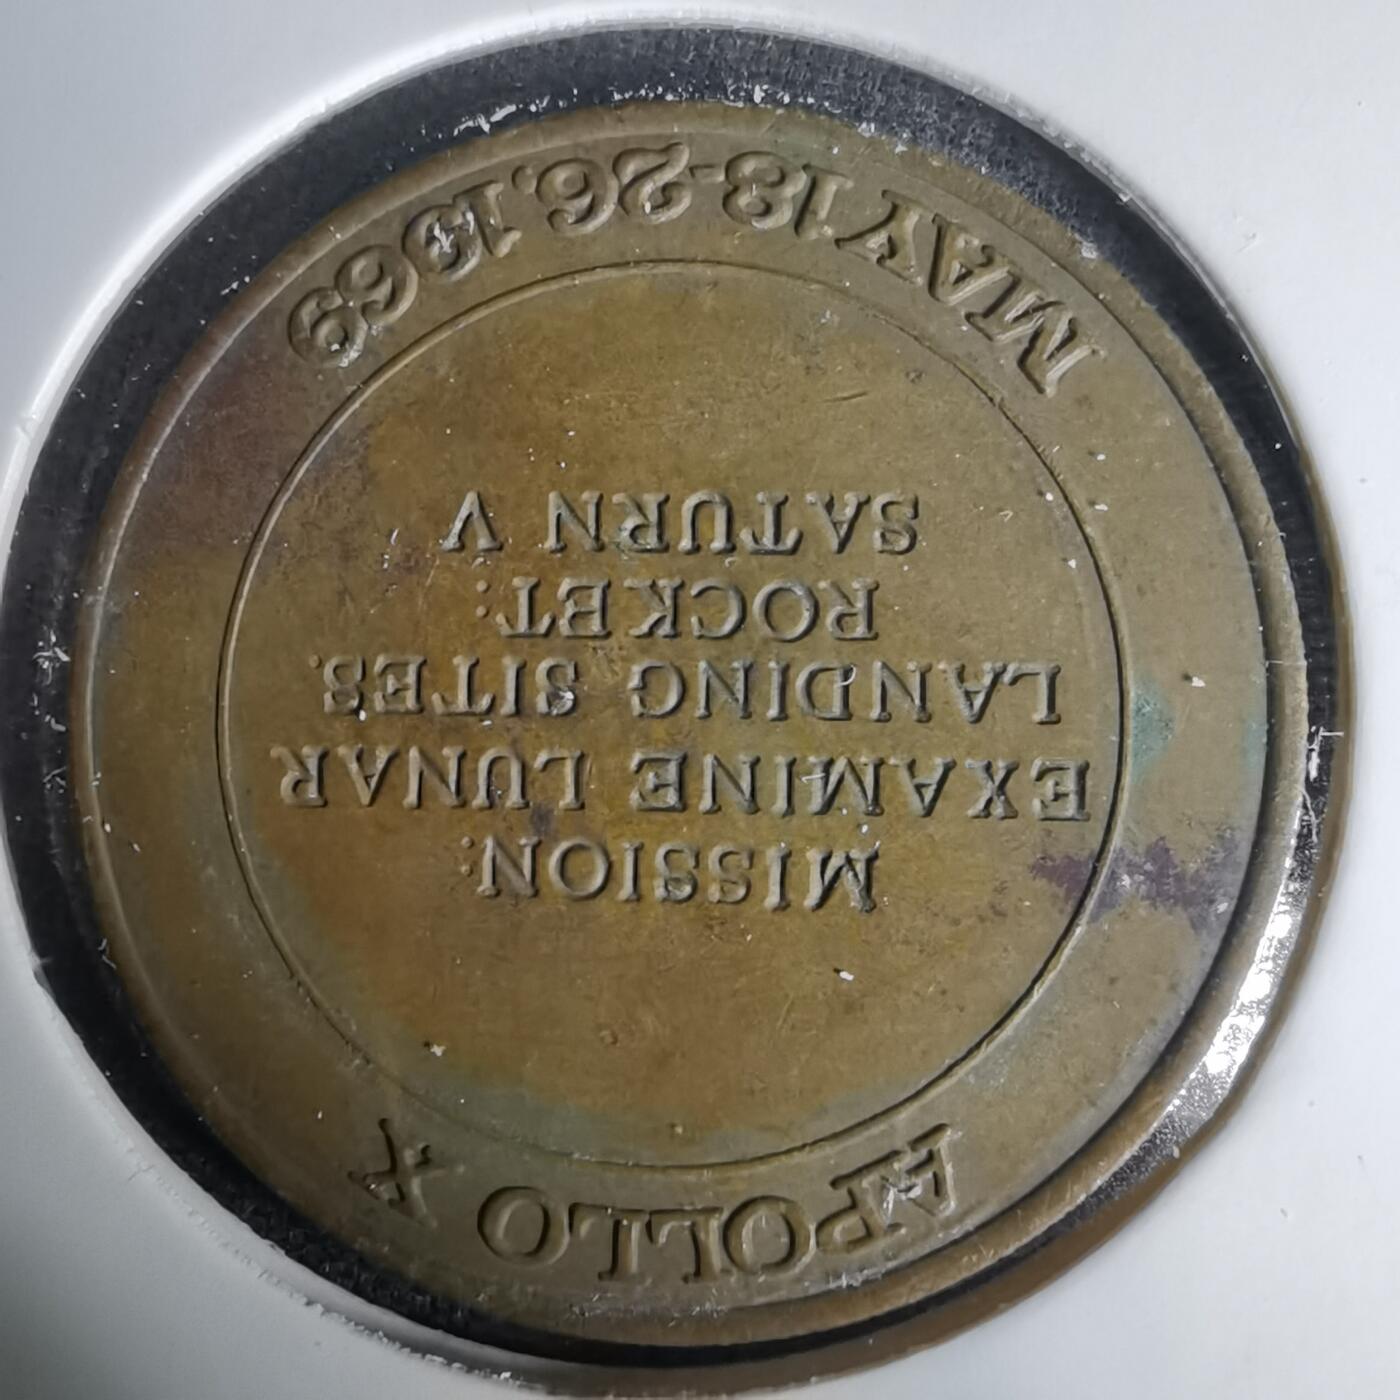 APOLLO X
MISSION:
EXAMINE LUNAR
LANDING SITES.
ROCKET:
SATURN V
MAY 18-26, 1969